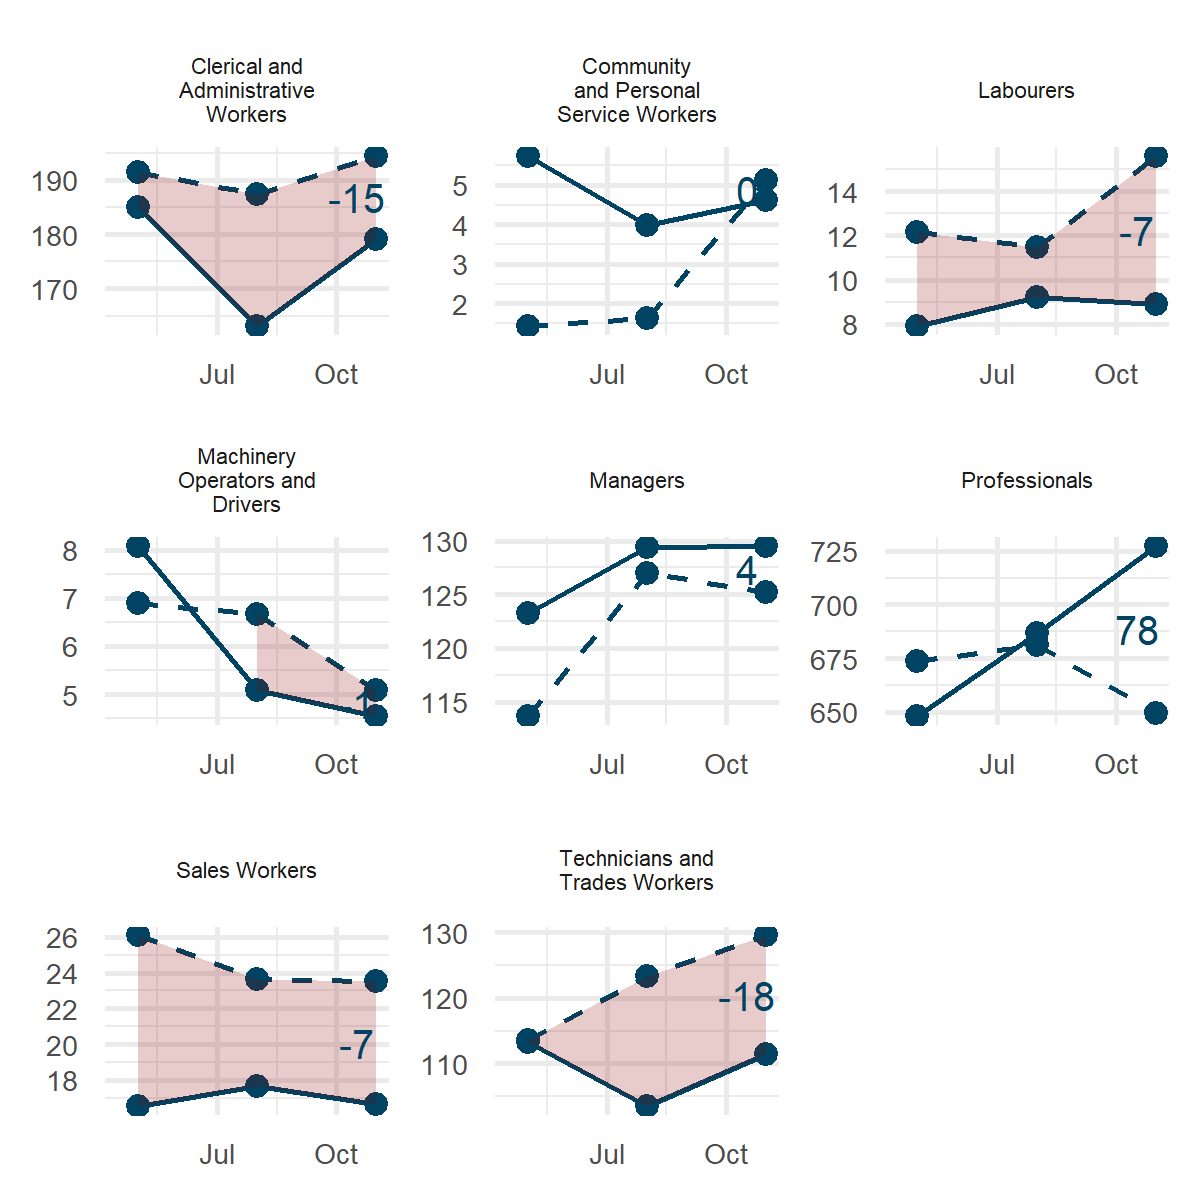 Clerical and
Administrative
Workers
190
180
170
-15
Jul Oct
Community
and Personal
Service Workers
5
4
3
2
0
Jul Oct
Labourers
14
12
10
8
-7
Jul Oct
Machinery
Operators and
Drivers
8
7
6
5
Jul Oct
Managers
130
125
120
115
4
Jul Oct
Professionals
725
700
675
650
78
Jul Oct
Sales Workers
26
24
22
20
18
-7
Jul Oct
Technicians and
Trades Workers
130
120
110
-18
Jul Oct